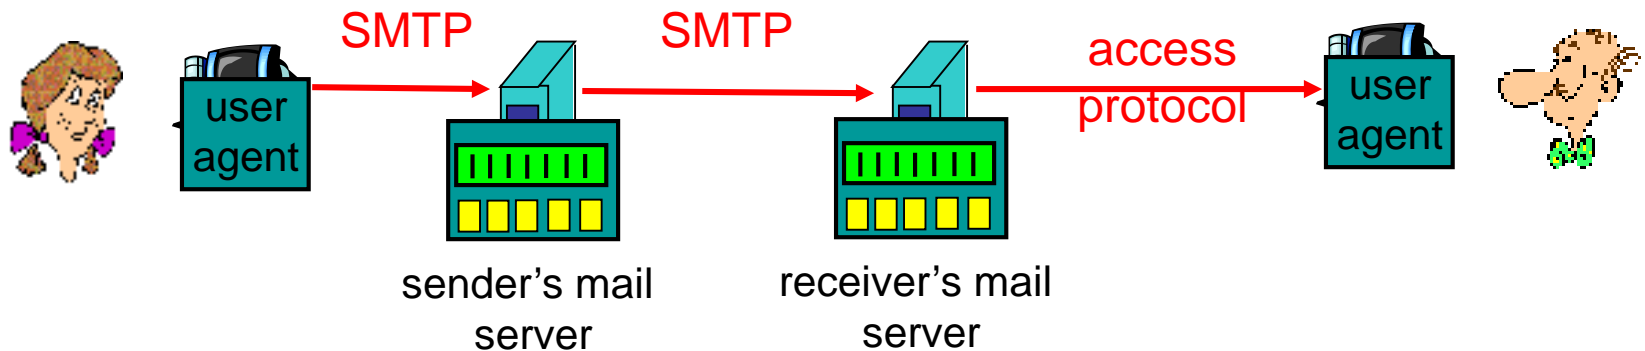 SMTP
SMTP
access
protocol
user
agent
user
agent
sender's mail
server
receiver's mail
server